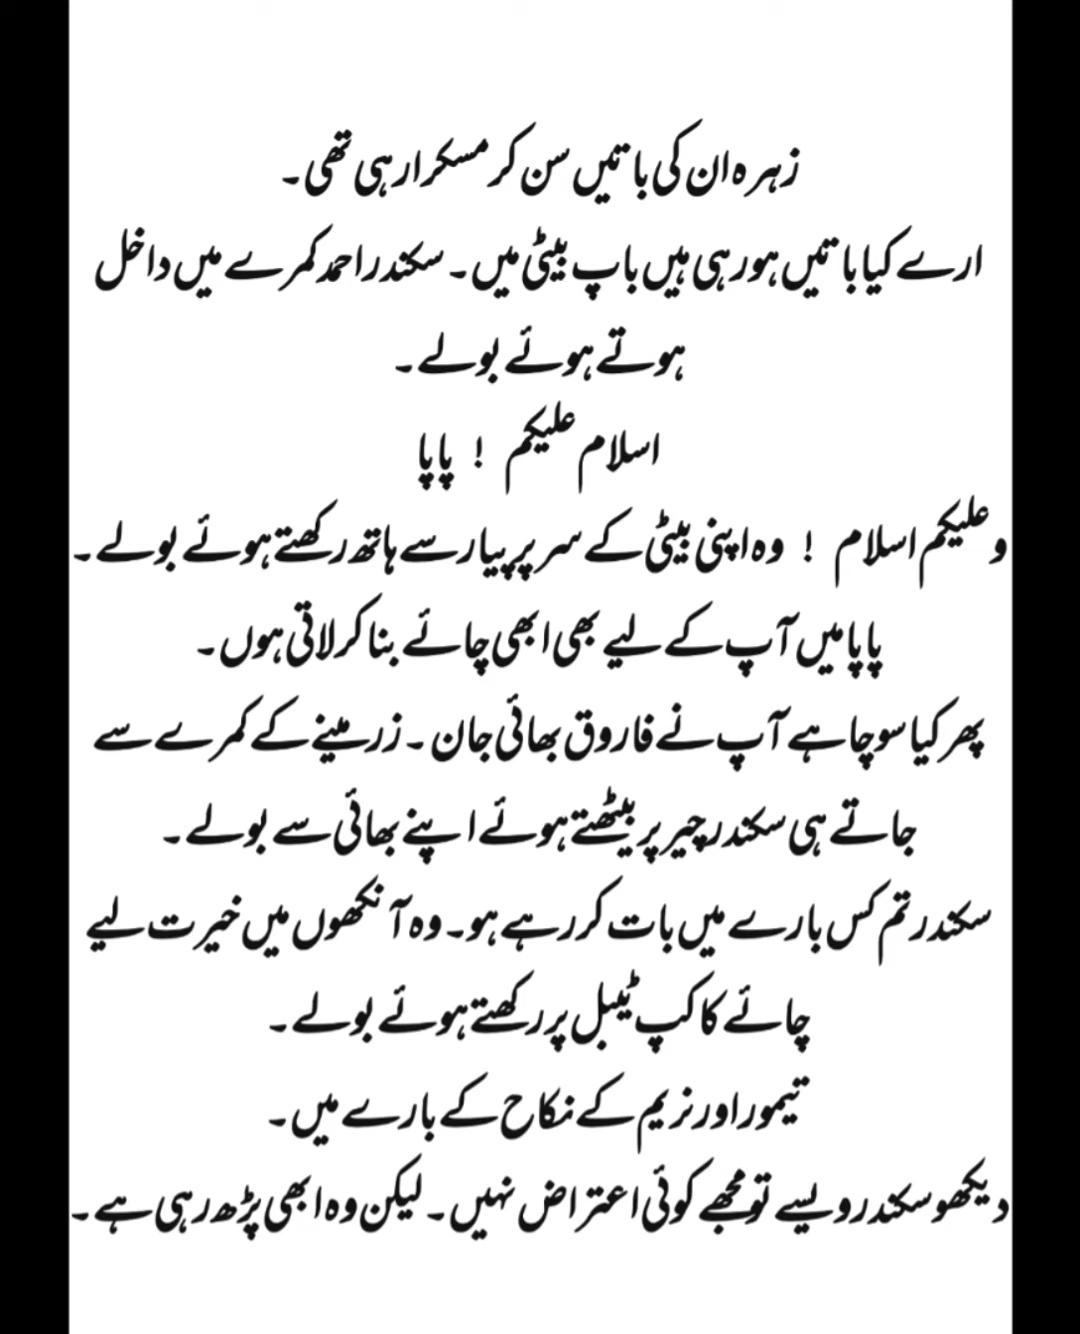 زہرہ ان کی باتیں سن کر مسکرا رہی تھی۔
ارے کیا باتیں ہو رہی ہیں باپ بیٹی میں۔ سکندر احمد کمرے میں داخل
ہوتے ہوئے بولے۔
اسلام علیکم ! پاپا
وعلیکم اسلام ! وہ اپنی بیٹی کے سر پر پیار سے ہاتھ رکھتے ہوئے بولے۔
پاپا میں آپ کے لیے بھی ابھی چائے بنا کر لاتی ہوں۔
پھر کیا سوچا ہے آپ نے فاروق بھائی جان۔ زرمینے کے کمرے سے
جاتے ہی سکندر چیر پر بیٹھتے ہوئے اپنے بھائی سے بولے۔
سکندر تم کس بارے میں بات کر رہے ہو۔ وہ آنکھوں میں خیرت لیے
چائے کا کپ ٹیبل پر رکھتے ہوئے بولے۔
تیمور اور نریم کے نکاح کے بارے میں۔
دیکھو سکندر ویسے تو مجھے کوئی اعتراض نہیں۔ لیکن وہ ابھی پڑھ رہی ہے۔